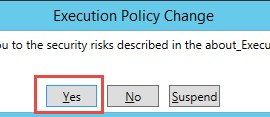 Execution Policy Change
ou to the security risks described in the about_Execu
Yes
No
Suspend